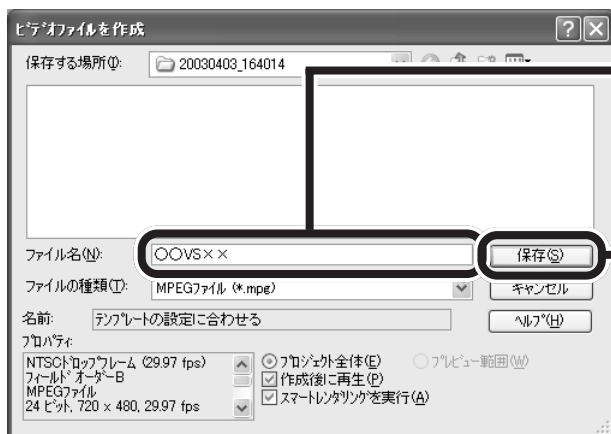 ビデオファイルを作成
保存する場所(I): 20030403_164014
ファイル名(N): ○○VS×× 保存(S)
ファイルの種類(T): MPEGファイル (*.mpg) キャンセル
名前: テンプレートの設定に合わせる ヘルプ(H)
プロパティ:
NTSCドロップフレーム (29.97 fps) プロジェクト全体(E) プレビュー範囲(W)
フィールド オーダーB 作成後に再生(P)
MPEGファイル スマートレンダリングを実行(A)
24 ビット, 720 × 480, 29.97 fps